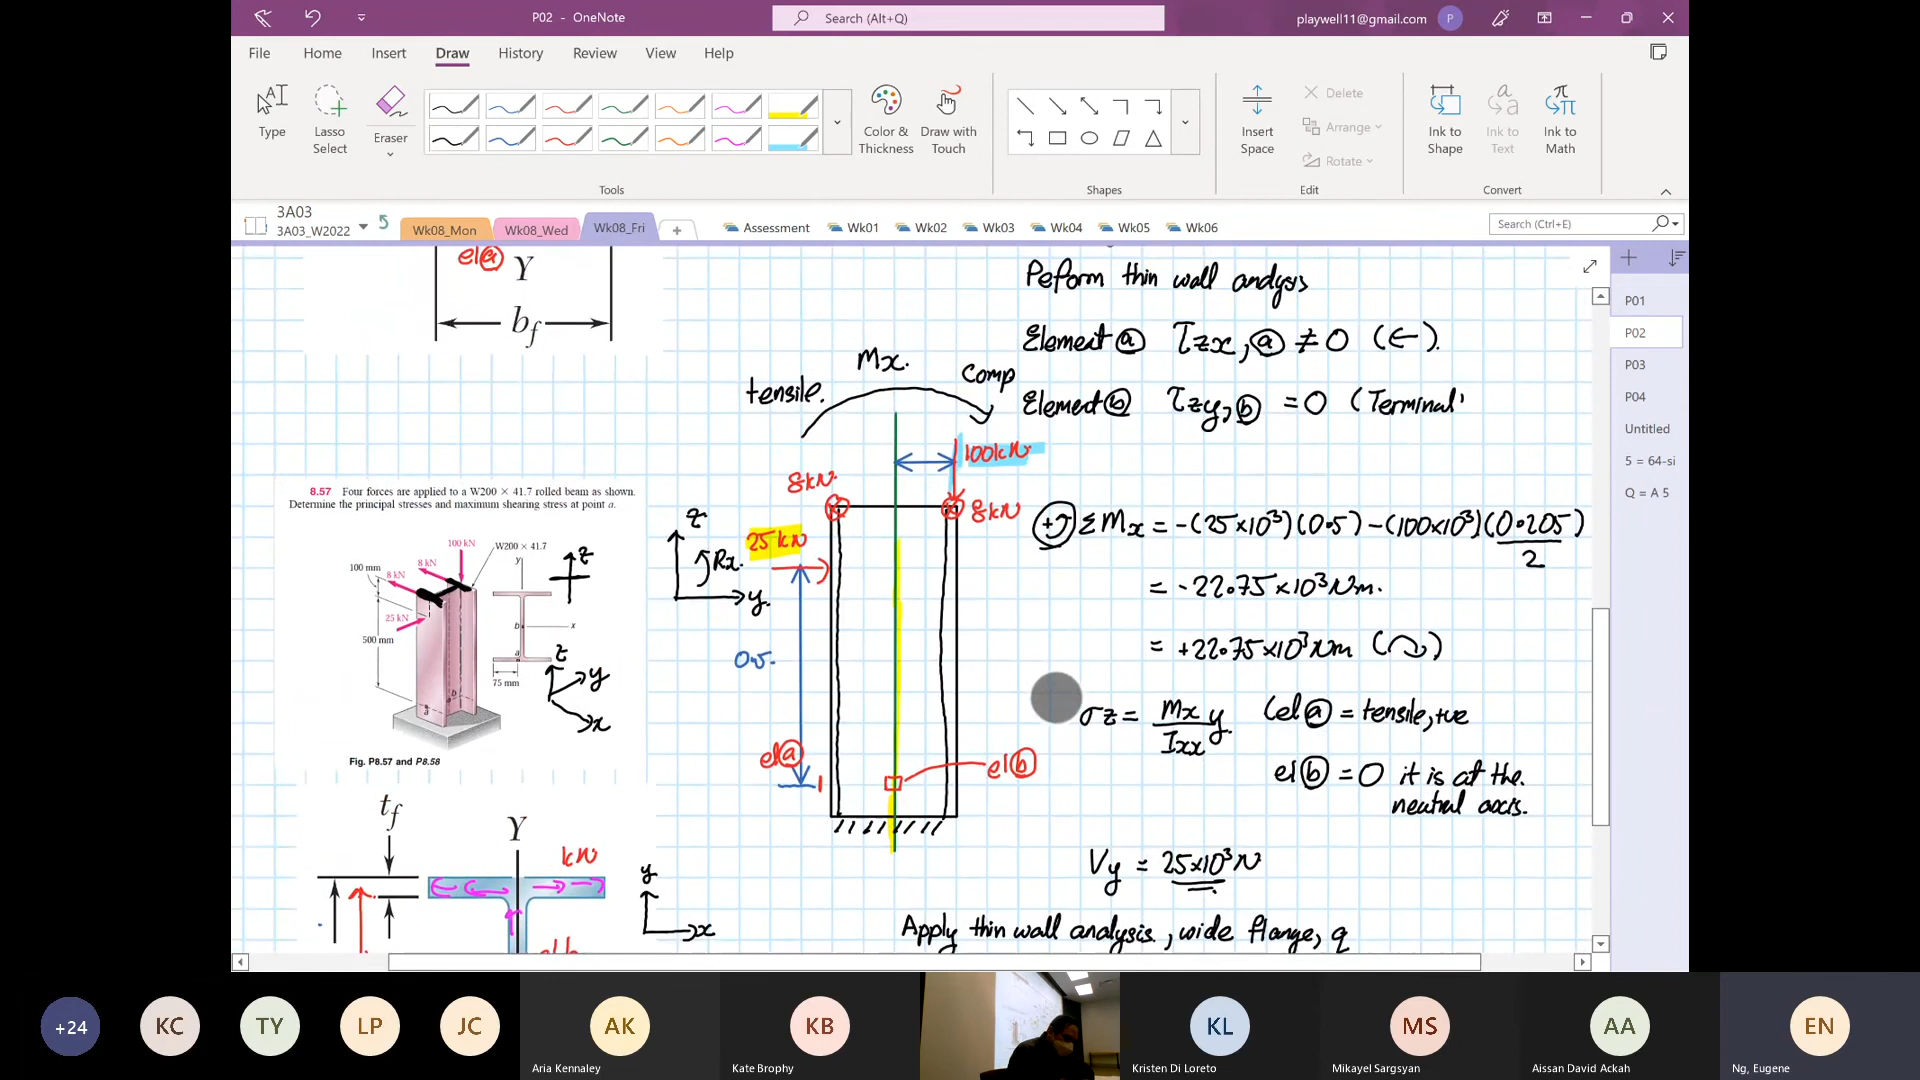 P02 - OneNote
Search (Alt+Q)
playwell11@gmail.com
P
File
Home
Insert
Draw
History
Review
View
Help
Type
Lasso Select
Eraser
Color & Thickness
Draw with Touch
Insert Space
Delete
Arrange
Rotate
Ink to Shape
Ink to Text
Ink to Math
Tools
Shapes
Edit
Convert
3A03
3A03_W2022
Wk08_Mon
Wk08_Wed
Wk08_Fri
Assessment
Wk01
Wk02
Wk03
Wk04
Wk05
Wk06
Search (Ctrl+E)
P01
P02
P03
P04
Untitled
5 = 64-si
Q = A 5
el ⓐ
Y
bf
Peform thin wall analysis
Element ⓐ τzx,ⓐ ≠ 0 (←).
Element ⓑ τzy,ⓑ = 0 (Terminal
Mx.
tensile.
Comp
100kN
8kN.
8kN
25kN
z
Rx.
y.
0.5.
el ⓐ
el ⓑ
ΣMx = -(25×10³)(0.5) - (100×10³)(0.205)
2
= -22.75×10³Nm.
= +22.75×10³Nm
σz = Mx y
Ixx
(el ⓐ = tensile, +ve
el ⓑ = 0 it is at the
neutral axis.
Vy = 25×10³N
Apply thin wall analysis., wide flange, q
8.57 Four forces are applied to a W200 × 41.7 rolled beam as shown.
Determine the principal stresses and maximum shearing stress at point a.
100 kN
W200 × 41.7
8 kN
100 mm
8 kN
25 kN
500 mm
y
b
x
a
75 mm
b
a
z
z
y
x
Fig. P8.57 and P8.58
tf
Y
kN
y
x
+24
KC
TY
LP
JC
AK
Aria Kennaley
KB
Kate Brophy
KL
Kristen Di Loreto
MS
Mikayel Sargsyan
AA
Aissan David Ackah
EN
Ng, Eugene